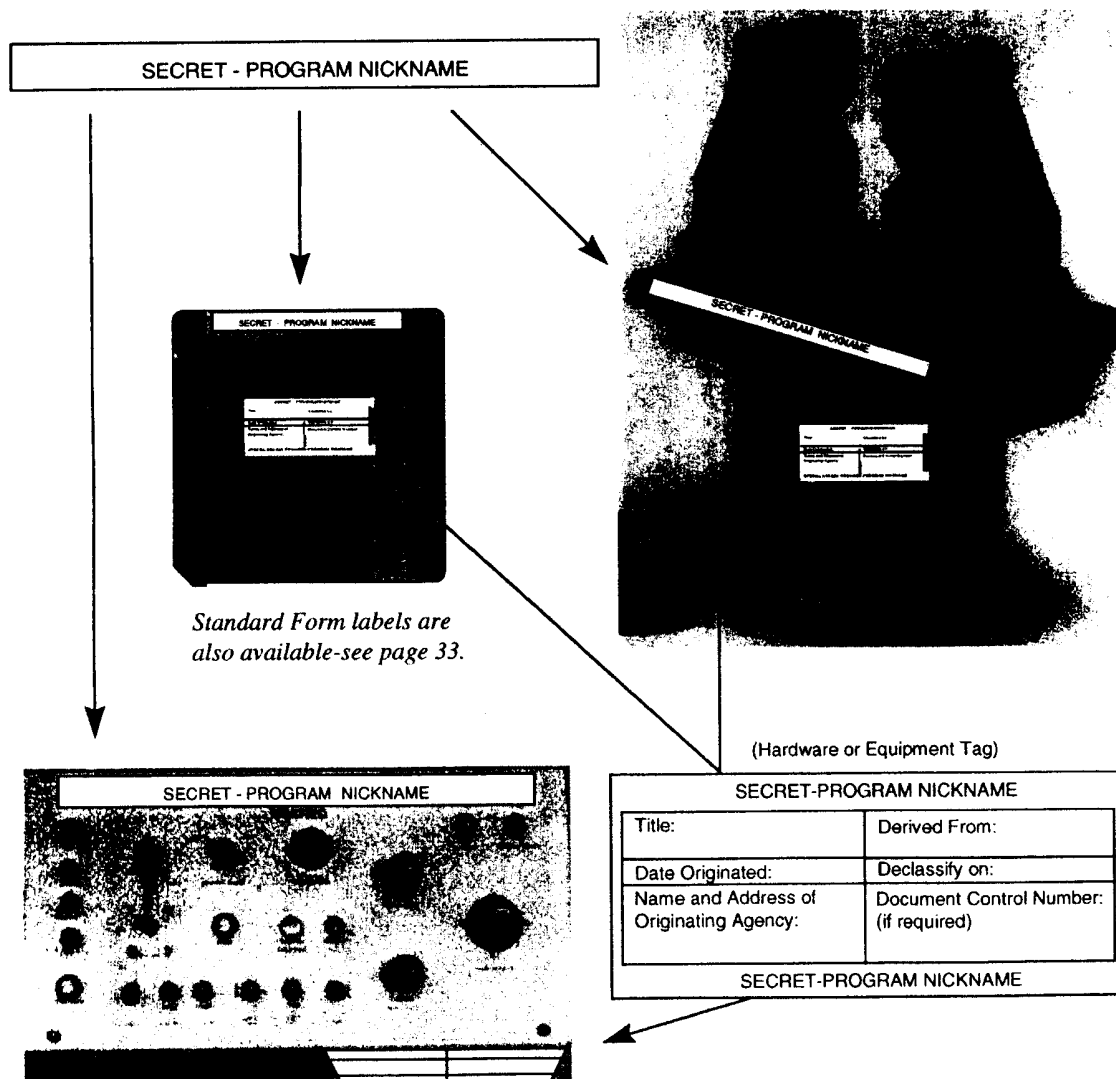 SECRET - PROGRAM NICKNAME
SECRET - PROGRAM NICKNAME
SECRET - PROGRAM NICKNAME
Standard Form labels are
also available-see page 33.
(Hardware or Equipment Tag)
SECRET - PROGRAM NICKNAME
SECRET-PROGRAM NICKNAME
Title:
Derived From:
Date Originated:
Declassify on:
Name and Address of
Originating Agency:
Document Control Number:
(if required)
SECRET-PROGRAM NICKNAME